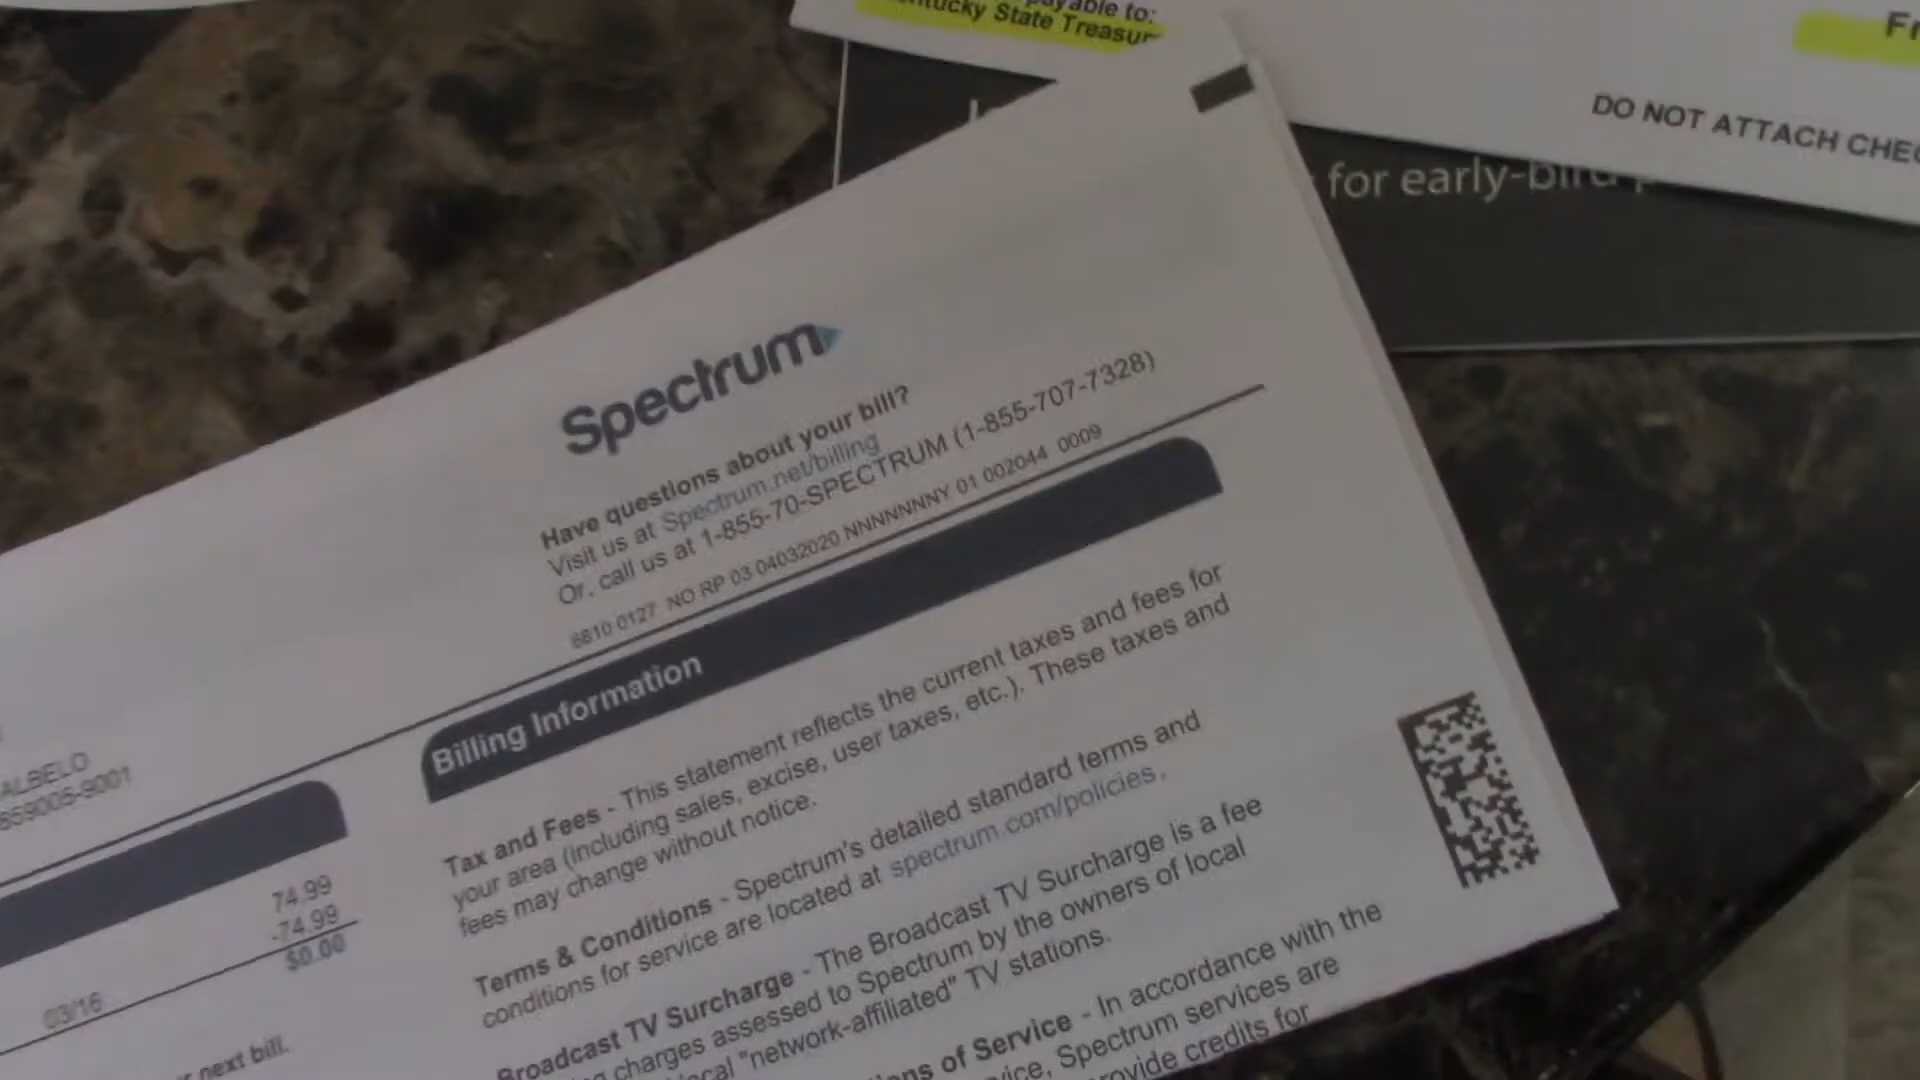 payable to:
Kentucky State Treasur
Fr
DO NOT ATTACH CHEC
for early-bird
Spectrum
Have questions about your bill?
Visit us at Spectrum.net/billing
Or, call us at 1-855-70-SPECTRUM (1-855-707-7328)
6810 0127 NO RP 03 04032020 NNNNNNNY 01 002044 0009
ALBELO
859005-9001
74.99
-74.99
$0.00
03/16
next bill.
Billing Information
Tax and Fees - This statement reflects the current taxes and fees for
your area (including sales, excise, user taxes, etc.). These taxes and
fees may change without notice.
Terms & Conditions - Spectrum's detailed standard terms and
conditions for service are located at spectrum.com/policies.
Broadcast TV Surcharge - The Broadcast TV Surcharge is a fee
charges assessed to Spectrum by the owners of local
"network-affiliated" TV stations.
of Service - In accordance with the
Spectrum services are
provide credits for